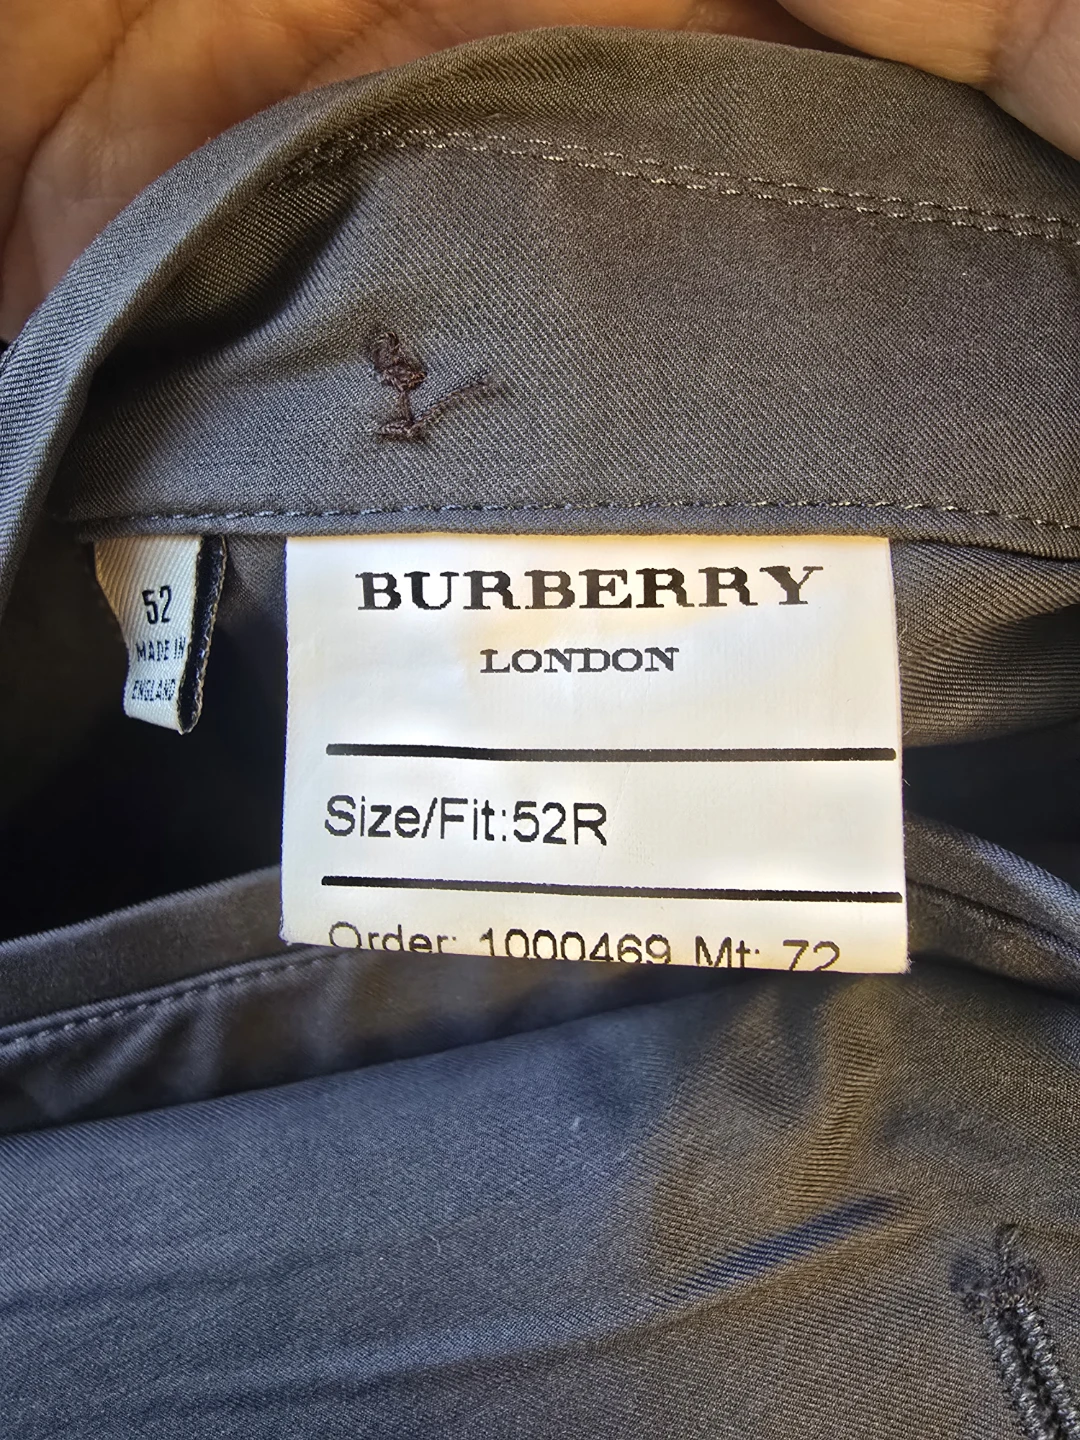 52
MADE IN
ENGLAND
BURBERRY
LONDON
Size/Fit:52R
Order: 1000469 Mt: 72